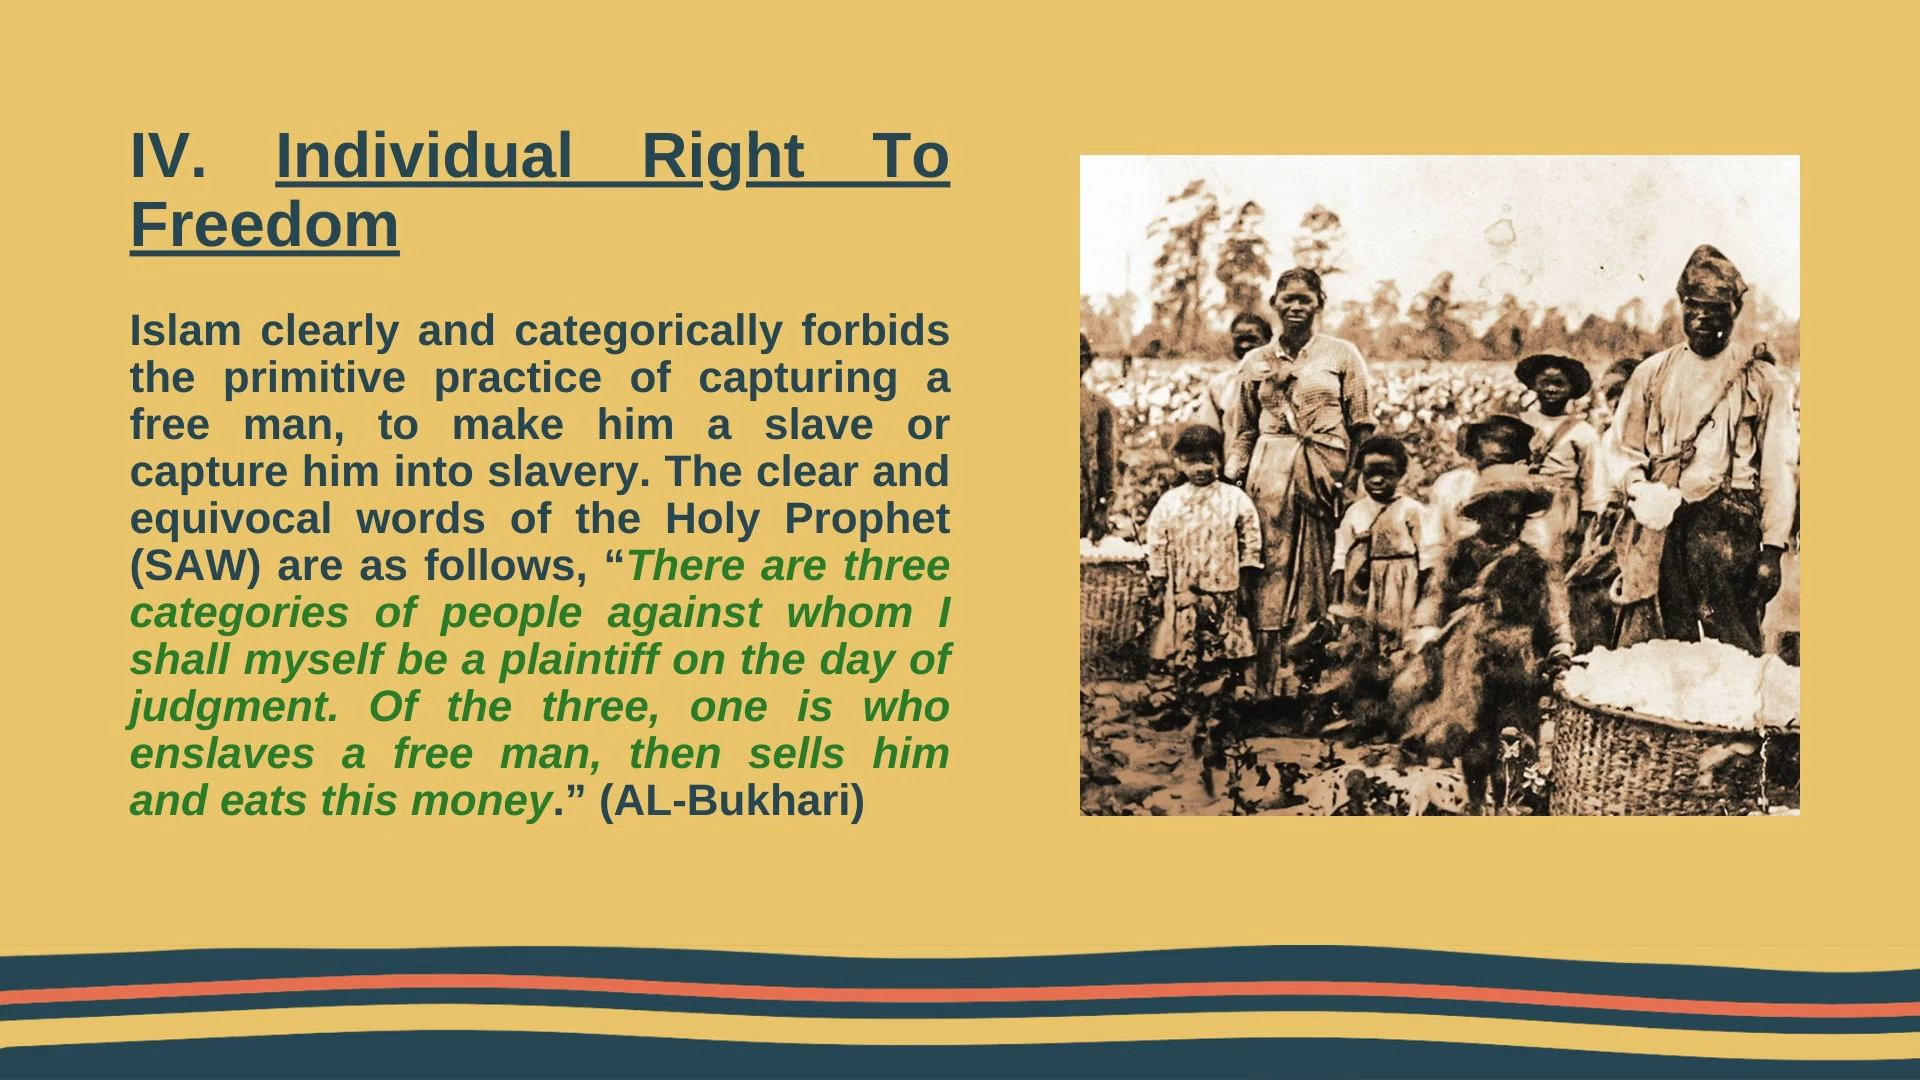 IV. Individual Right To
Freedom
Islam clearly and categorically forbids
the primitive practice of capturing a
free man, to make him a slave or
capture him into slavery. The clear and
equivocal words of the Holy Prophet
(SAW) are as follows, “There are three
categories of people against whom I
shall myself be a plaintiff on the day of
judgment. Of the three, one is who
enslaves a free man, then sells him
and eats this money.” (AL-Bukhari)